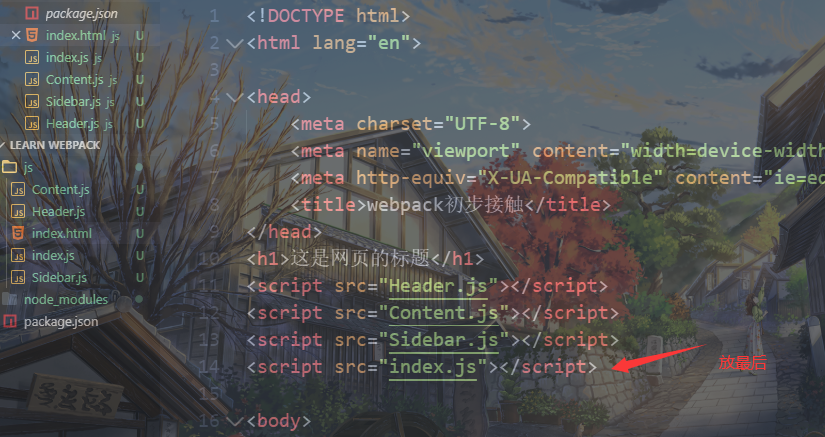 package.json
index.html js U
index.js js U
Content.js js U
Sidebar.js js U
Header.js js U
LEARN WEBPACK
js
Content.js U
Header.js U
index.html U
index.js U
Sidebar.js U
node_modules
package.json
1 <!DOCTYPE html>
2 <html lang="en">
3
4 <head>
5 <meta charset="UTF-8">
6 <meta name="viewport" content="width=device-width
7 <meta http-equiv="X-UA-Compatible" content="ie=ed
8 <title>webpack初步接触</title>
9 </head>
10 <h1>这是网页的标题</h1>
11 <script src="Header.js"></script>
12 <script src="Content.js"></script>
13 <script src="Sidebar.js"></script>
14 <script src="index.js"></script> 放最后
15
16 <body>